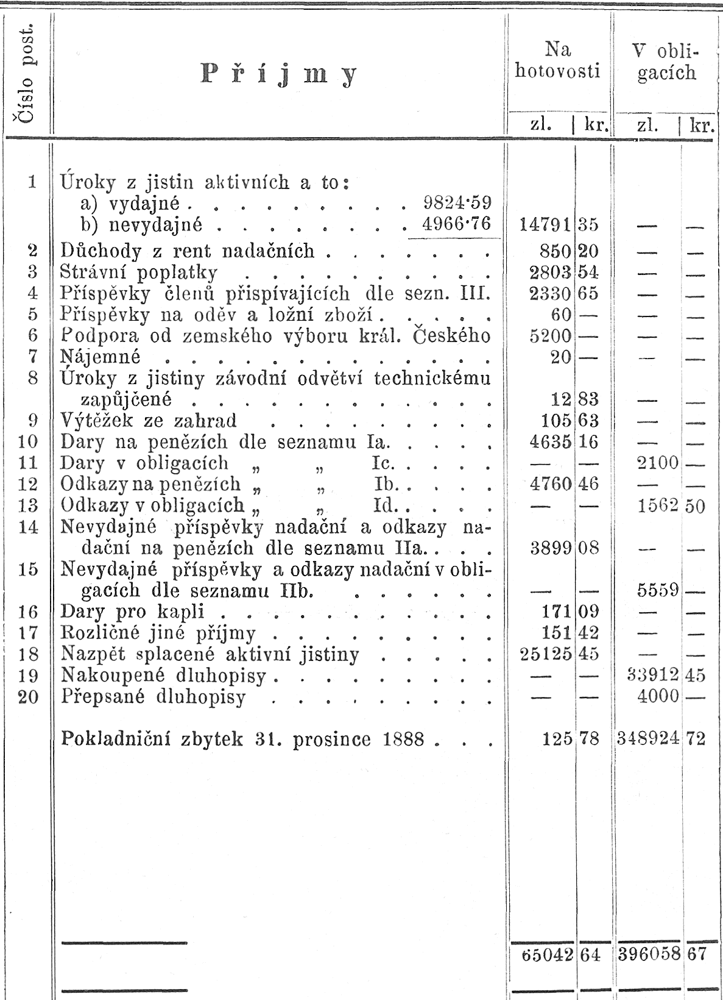 Číslo post.
Příjmy
Na hotovosti
V obli-
gacích
zl. | kr. zl. | kr.
1 Úroky z jistin aktivních a to:
a) vydajné . . . . . . . . . 9824·59
b) nevydajné . . . . . . . . 4966·76 14791 35 — —
2 Důchody z rent nadačních . . . . . . . 850 20 — —
3 Strávní poplatky . . . . . . . . . . 2803 54 — —
4 Příspěvky členů přispívajících dle sezn. III. 2330 65 — —
5 Příspěvky na oděv a ložní zboží . . . . . 60 — — —
6 Podpora od zemského výboru král. Českého 5200 — — —
7 Nájemné . . . . . . . . . . . . . 20 — — —
8 Úroky z jistiny závodní odvětví technickému
zapůjčené . . . . . . . . . . . . 12 83 — —
9 Výtěžek ze zahrad . . . . . . . . . 105 63 — —
10 Dary na penězích dle seznamu Ia. . . . . 4635 16 — —
11 Dary v obligacích „ „ Ic. . . . . — — 2100 —
12 Odkazy na penězích „ „ Ib. . . . . 4760 46 — —
13 Odkazy v obligacích „ „ Id. . . . . — — 1562 50
14 Nevydajné příspěvky nadační a odkazy na-
dační na penězích dle seznamu IIa. . . . 3899 08 — —
15 Nevydajné příspěvky a odkazy nadační v obli-
gacích dle seznamu IIb. . . . . . . . — — 5559 —
16 Dary pro kapli . . . . . . . . . . . 171 09 — —
17 Rozličné jiné příjmy . . . . . . . . . 151 42 — —
18 Nazpět splacené aktivní jistiny . . . . . 25125 45 — —
19 Nakoupené dluhopisy . . . . . . . . . — — 33912 45
20 Přepsané dluhopisy . . . . . . . . . — — 4000 —
Pokladniční zbytek 31. prosince 1888 . . . 125 78 348924 72
65042 64 396058 67